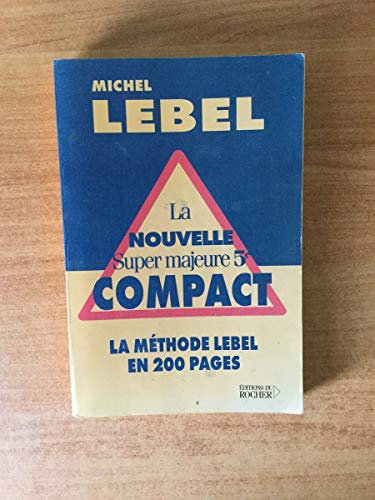 MICHEL
LEBEL
La
NOUVELLE
Super majeure 5e
COMPACT
LA MÉTHODE LEBEL
EN 200 PAGES
ÉDITIONS DU
ROCHER